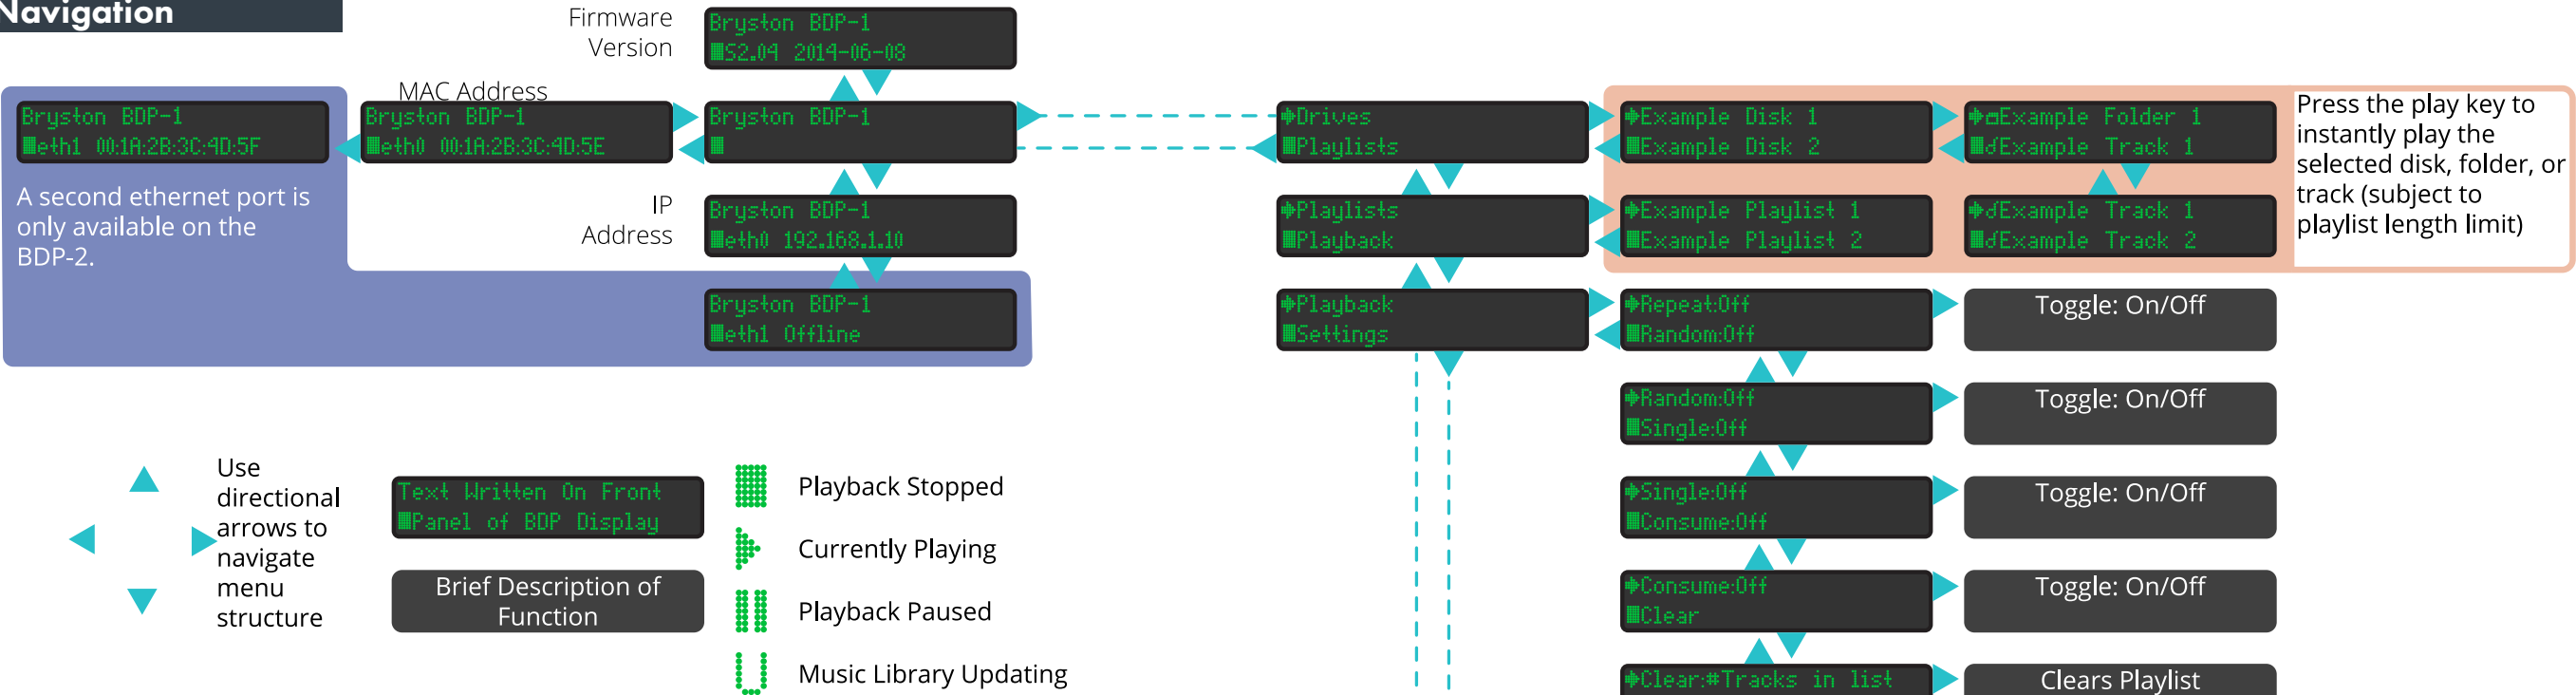 Navigation
Firmware
Version
Bryston BDP-1
S2.04 2014-06-08
MAC Address
Bryston BDP-1
eth1 00:1A:2B:3C:4D:5F
Bryston BDP-1
eth0 00:1A:2B:3C:4D:5E
Bryston BDP-1
A second ethernet port is
only available on the
BDP-2.
IP
Address
Bryston BDP-1
eth0 192.168.1.10
Bryston BDP-1
eth1 Offline
Drives
Playlists
Example Disk 1
Example Disk 2
Example Folder 1
Example Track 1
Press the play key to
instantly play the
selected disk, folder, or
track (subject to
playlist length limit)
Playlists
Playback
Example Playlist 1
Example Playlist 2
Example Track 1
Example Track 2
Playback
Settings
Repeat:Off
Random:Off
Toggle: On/Off
Random:Off
Single:Off
Toggle: On/Off
Single:Off
Consume:Off
Toggle: On/Off
Consume:Off
Clear
Toggle: On/Off
Clear:#Tracks in list
Clears Playlist
Use
directional
arrows to
navigate
menu
structure
Text Written On Front
Panel of BDP Display
Brief Description of
Function
Playback Stopped
Currently Playing
Playback Paused
Music Library Updating